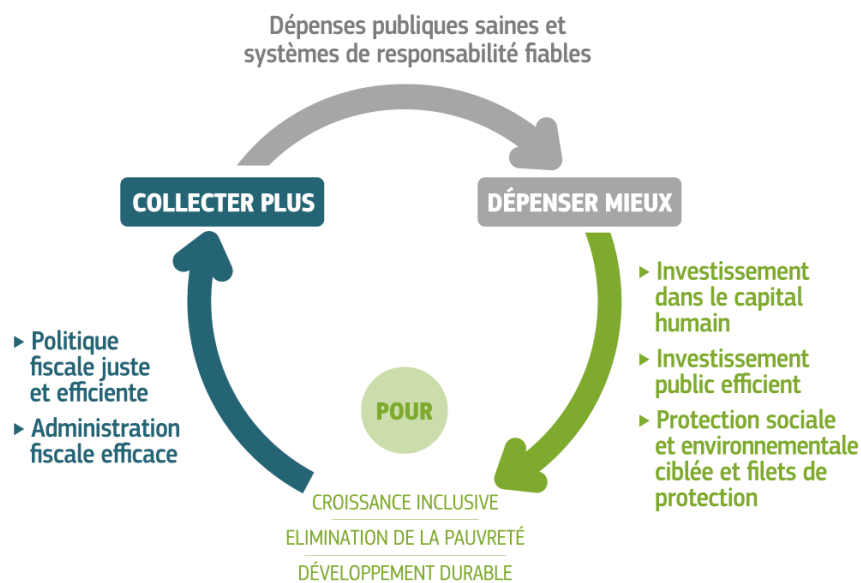 Dépenses publiques saines et
systèmes de responsabilité fiables
COLLECTER PLUS
DÉPENSER MIEUX
▸ Investissement
dans le capital
humain
▸ Investissement
public efficient
▸ Protection sociale
et environnementale
ciblée et filets de
protection
▸ Politique
fiscale juste
et efficiente
▸ Administration
fiscale efficace
POUR
CROISSANCE INCLUSIVE
ELIMINATION DE LA PAUVRETÉ
DÉVELOPPEMENT DURABLE